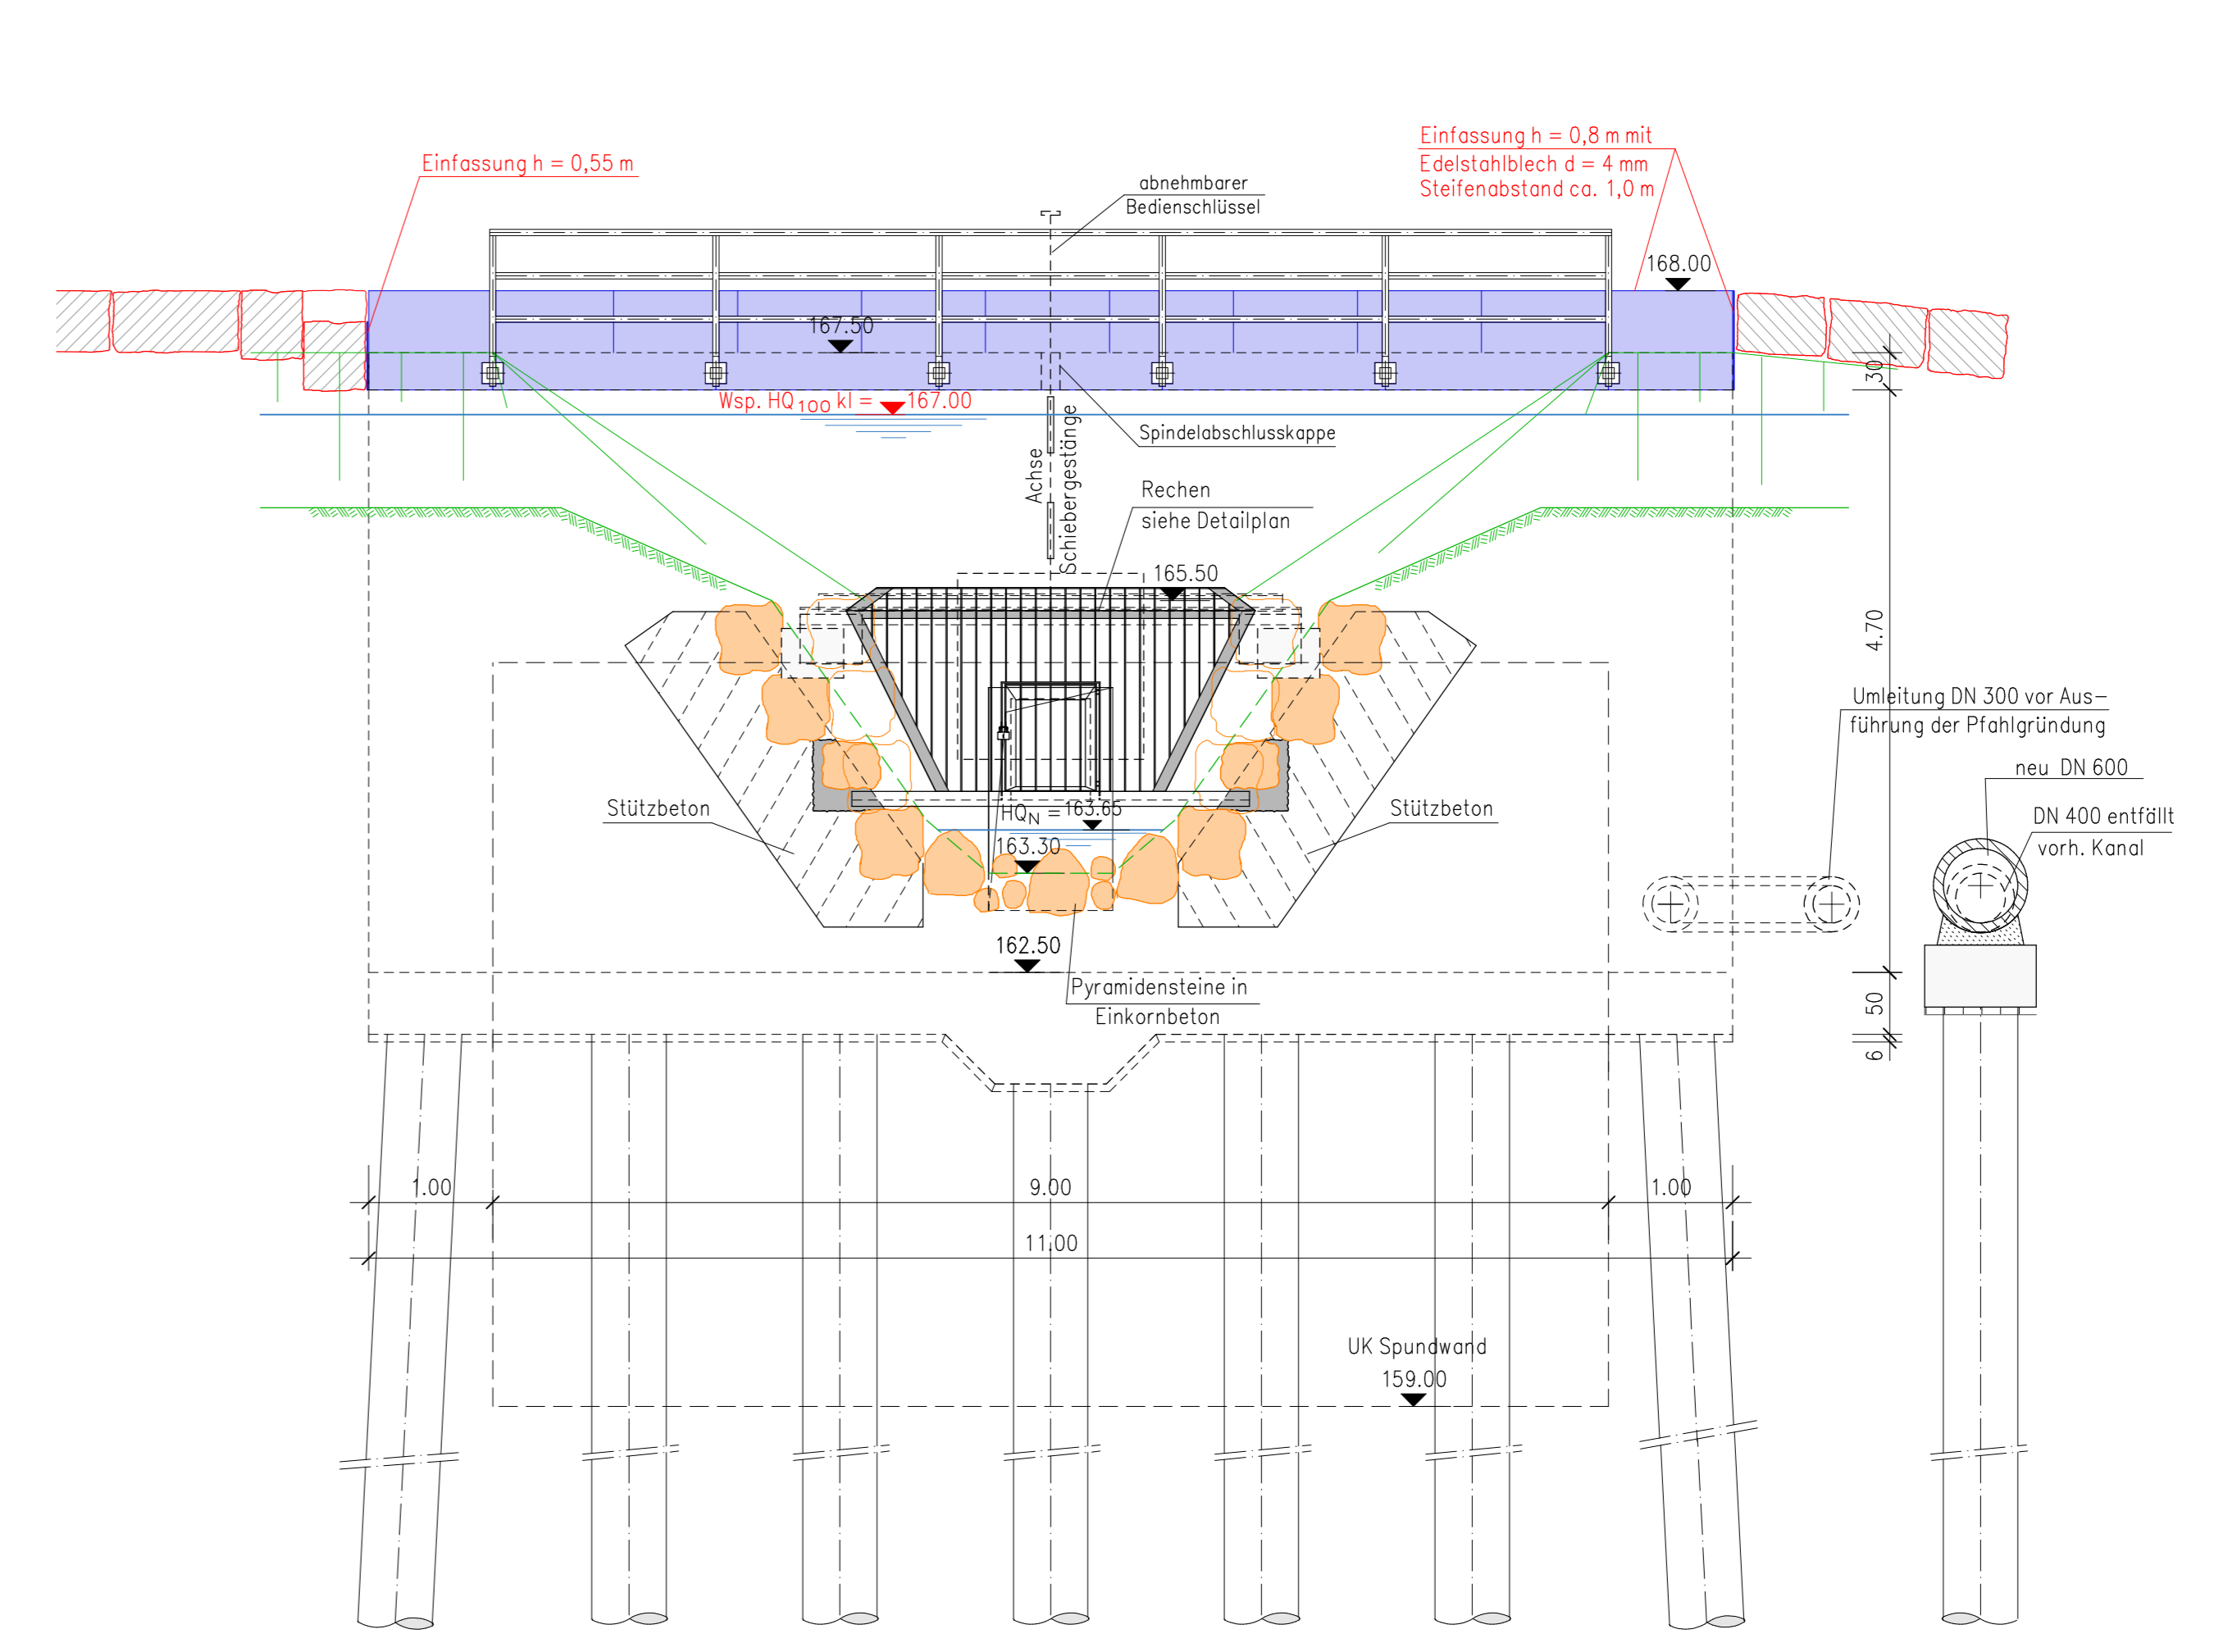 Einfassung h = 0,8 m mit
Edelstahlblech d = 4 mm
Steifenabstand ca. 1,0 m
Einfassung h = 0,55 m
abnehmbarer
Bedienschlüssel
168.00
167.50
30
Wsp. HQ100 kl = 167.00
Spindelabschlusskappe
Achse
Schiebergestänge
Rechen
siehe Detailplan
165.50
4.70
Umleitung DN 300 vor Aus-
führung der Pfahlgründung
neu DN 600
DN 400 entfällt
vorh. Kanal
Stützbeton
HQN = 163.65
Stützbeton
163.30
162.50
Pyramidensteine in
Einkornbeton
50
6
1.00
9.00
1.00
11.00
UK Spundwand
159.00